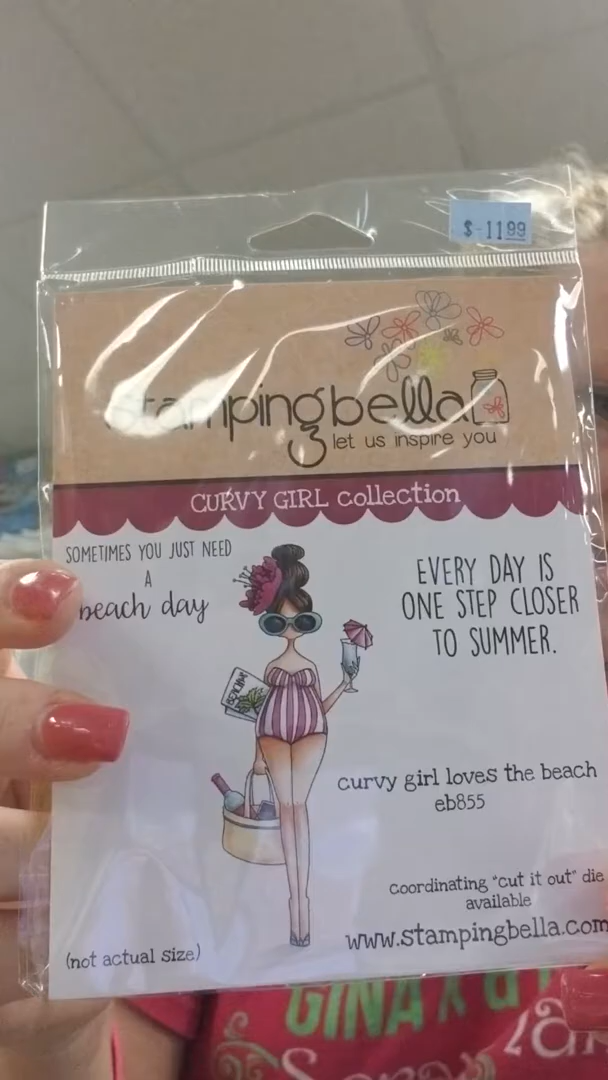 $-11.99
stampingbella
let us inspire you
CURVY GIRL collection
SOMETIMES YOU JUST NEED
A
beach day
EVERY DAY IS
ONE STEP CLOSER
TO SUMMER.
curvy girl loves the beach
eb855
coordinating "cut it out" die
available
www.stampingbella.com
(not actual size)
GINA K